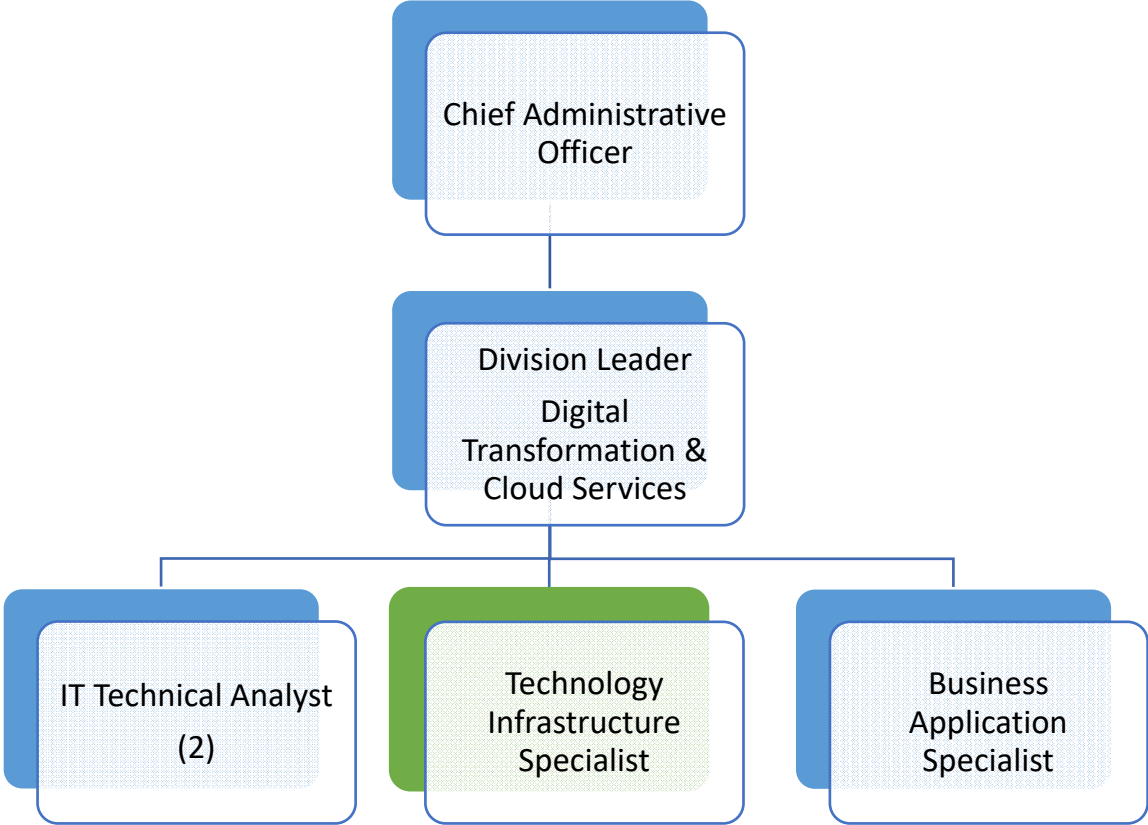 Chief Administrative
Officer
Division Leader
Digital
Transformation &
Cloud Services
IT Technical Analyst
(2)
Technology
Infrastructure
Specialist
Business
Application
Specialist